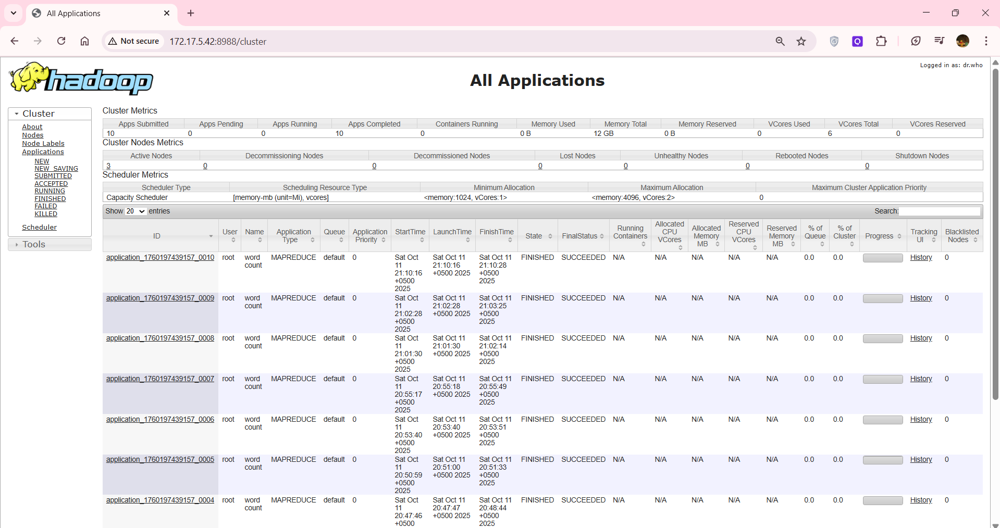 All Applications
Not secure 172.17.5.42:8988/cluster
hadoop
Logged in as: dr.who
All Applications
Cluster
About
Nodes
Node Labels
Applications
NEW
NEW_SAVING
SUBMITTED
ACCEPTED
RUNNING
FINISHED
FAILED
KILLED
Scheduler
Tools
Cluster Metrics
Apps Submitted Apps Pending Apps Running Apps Completed Containers Running Memory Used Memory Total Memory Reserved VCores Used VCores Total VCores Reserved
10 0 0 10 0 0 B 12 GB 0 B 0 6 0
Cluster Nodes Metrics
Active Nodes Decommissioning Nodes Decommissioned Nodes Lost Nodes Unhealthy Nodes Rebooted Nodes Shutdown Nodes
3 0 0 0 0 0 0
Scheduler Metrics
Scheduler Type Scheduling Resource Type Minimum Allocation Maximum Allocation Maximum Cluster Application Priority
Capacity Scheduler [memory-mb (unit=Mi), vcores] <memory:1024, vCores:1> <memory:4096, vCores:2> 0
Show 20 entries Search:
ID User Name Application Type Queue Application Priority StartTime LaunchTime FinishTime State FinalStatus Running Containers Allocated CPU VCores Allocated Memory MB Reserved CPU VCores Reserved Memory MB % of Queue % of Cluster Progress Tracking UI Blacklisted Nodes
application_1760197439157_0010 root word count MAPREDUCE default 0 Sat Oct 11 21:10:16 +0500 2025 Sat Oct 11 21:10:16 +0500 2025 Sat Oct 11 21:10:28 +0500 2025 FINISHED SUCCEEDED N/A N/A N/A N/A N/A 0.0 0.0 History 0
application_1760197439157_0009 root word count MAPREDUCE default 0 Sat Oct 11 21:02:28 +0500 2025 Sat Oct 11 21:02:28 +0500 2025 Sat Oct 11 21:03:25 +0500 2025 FINISHED SUCCEEDED N/A N/A N/A N/A N/A 0.0 0.0 History 0
application_1760197439157_0008 root word count MAPREDUCE default 0 Sat Oct 11 21:01:30 +0500 2025 Sat Oct 11 21:01:30 +0500 2025 Sat Oct 11 21:02:14 +0500 2025 FINISHED SUCCEEDED N/A N/A N/A N/A N/A 0.0 0.0 History 0
application_1760197439157_0007 root word count MAPREDUCE default 0 Sat Oct 11 20:55:17 +0500 2025 Sat Oct 11 20:55:18 +0500 2025 Sat Oct 11 20:55:49 +0500 2025 FINISHED SUCCEEDED N/A N/A N/A N/A N/A 0.0 0.0 History 0
application_1760197439157_0006 root word count MAPREDUCE default 0 Sat Oct 11 20:53:40 +0500 2025 Sat Oct 11 20:53:40 +0500 2025 Sat Oct 11 20:53:51 +0500 2025 FINISHED SUCCEEDED N/A N/A N/A N/A N/A 0.0 0.0 History 0
application_1760197439157_0005 root word count MAPREDUCE default 0 Sat Oct 11 20:50:59 +0500 2025 Sat Oct 11 20:51:00 +0500 2025 Sat Oct 11 20:51:33 +0500 2025 FINISHED SUCCEEDED N/A N/A N/A N/A N/A 0.0 0.0 History 0
application_1760197439157_0004 root word count MAPREDUCE default 0 Sat Oct 11 20:47:46 +0500 Sat Oct 11 20:47:47 +0500 2025 Sat Oct 11 20:48:44 +0500 2025 FINISHED SUCCEEDED N/A N/A N/A N/A N/A 0.0 0.0 History 0